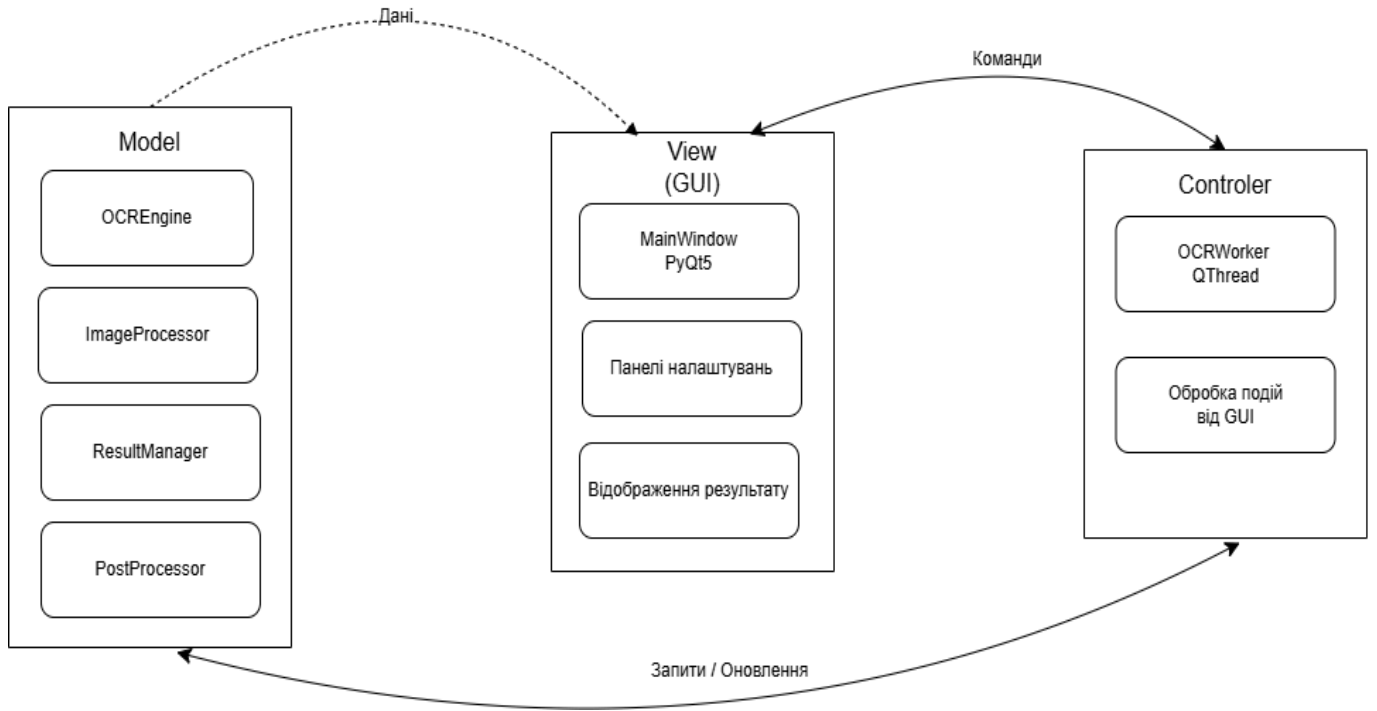 Дані
Команди
Model
OCREngine
ImageProcessor
ResultManager
PostProcessor
View
(GUI)
MainWindow
PyQt5
Панелі налаштувань
Відображення результату
Controler
OCRWorker
QThread
Обробка подій
від GUI
Запити / Оновлення